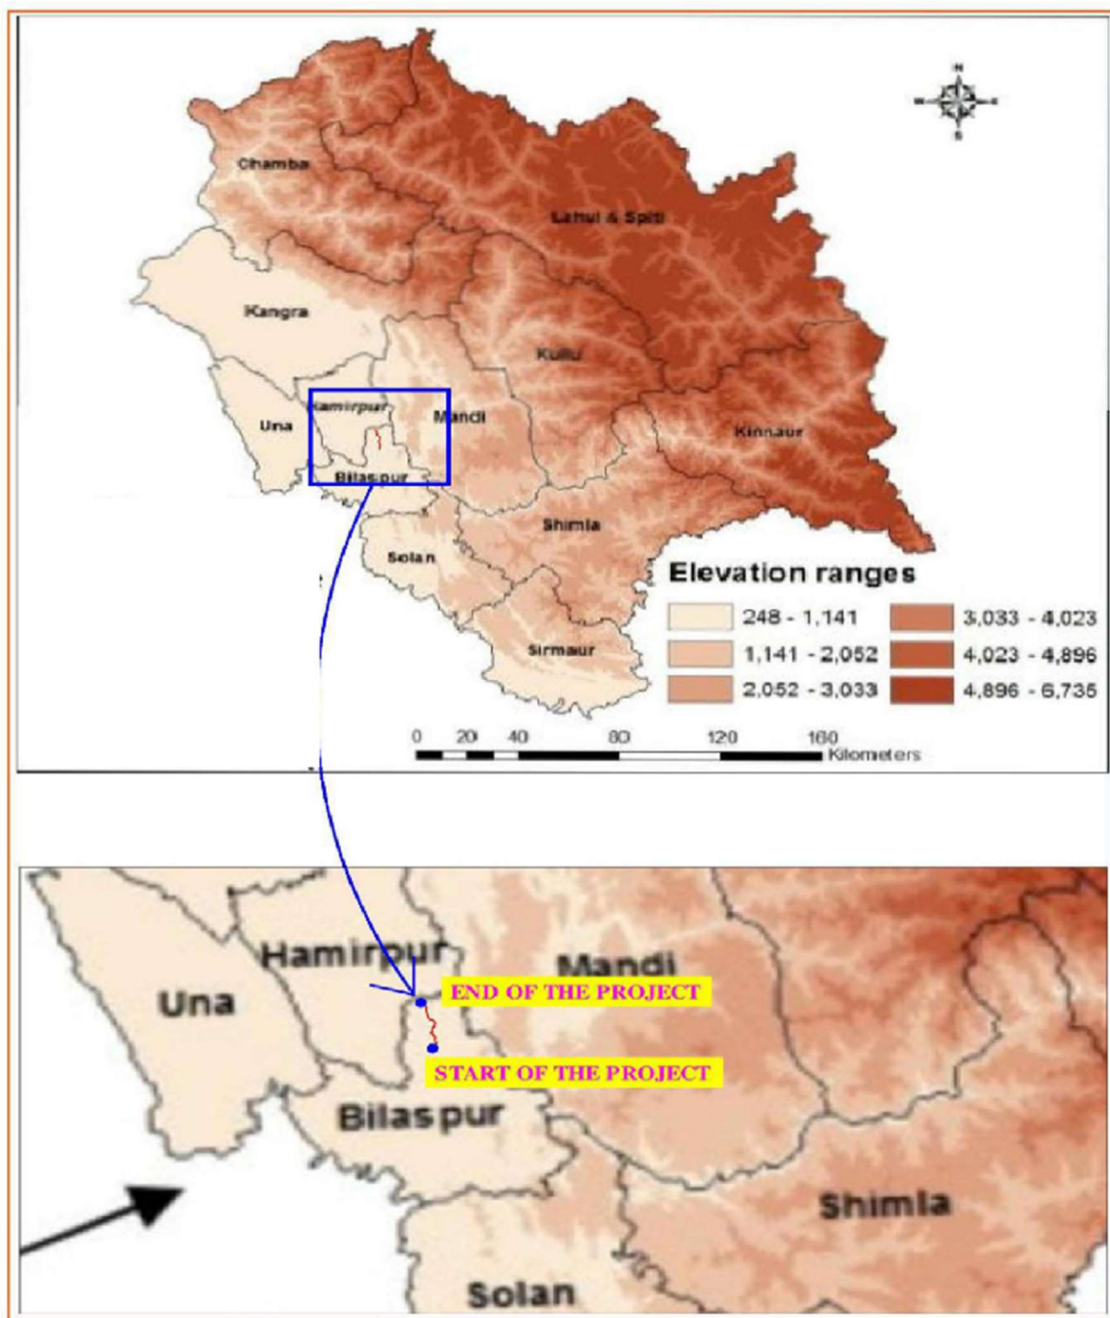 N
W E
S
Chamba
Lahul & Spiti
Kangra
Kullu
Hamirpur
Mandi
Una
Kinnaur
Bilaspur
Shimla
Solan
Elevation ranges
248 - 1,141 3,033 - 4,023
1,141 - 2,052 4,023 - 4,896
2,052 - 3,033 4,896 - 6,735
Sirmaur
0 20 40 80 120 160
Kilometers
Hamirpur
Mandi
END OF THE PROJECT
Una
START OF THE PROJECT
Bilaspur
Shimla
Solan